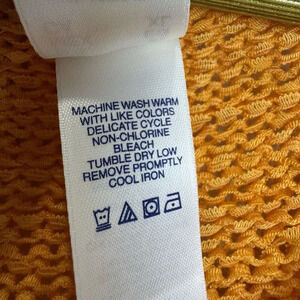 MACHINE WASH WARM
WITH LIKE COLORS
DELICATE CYCLE
NON-CHLORINE
BLEACH
TUMBLE DRY LOW
REMOVE PROMPTLY
COOL IRON